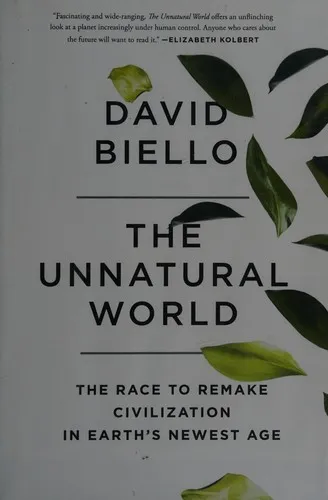 "Fascinating and wide-ranging, The Unnatural World offers an unflinching
look at a planet increasingly under human control. Anyone who cares about
the future will want to read it." —ELIZABETH KOLBERT
DAVID
BIELLO
THE
UNNATURAL
WORLD
THE RACE TO REMAKE
CIVILIZATION
IN EARTH'S NEWEST AGE